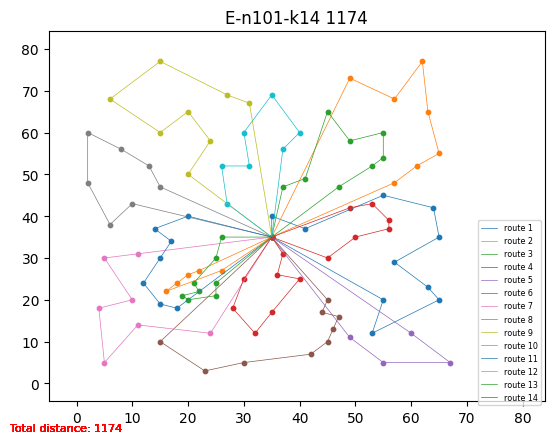 E-n101-k14 1174
80
70
60
50
40
30
20
10
0
0 10 20 30 40 50 60 70 80
route 1
route 2
route 3
route 4
route 5
route 6
route 7
route 8
route 9
route 10
route 11
route 12
route 13
route 14
Total distance: 1174